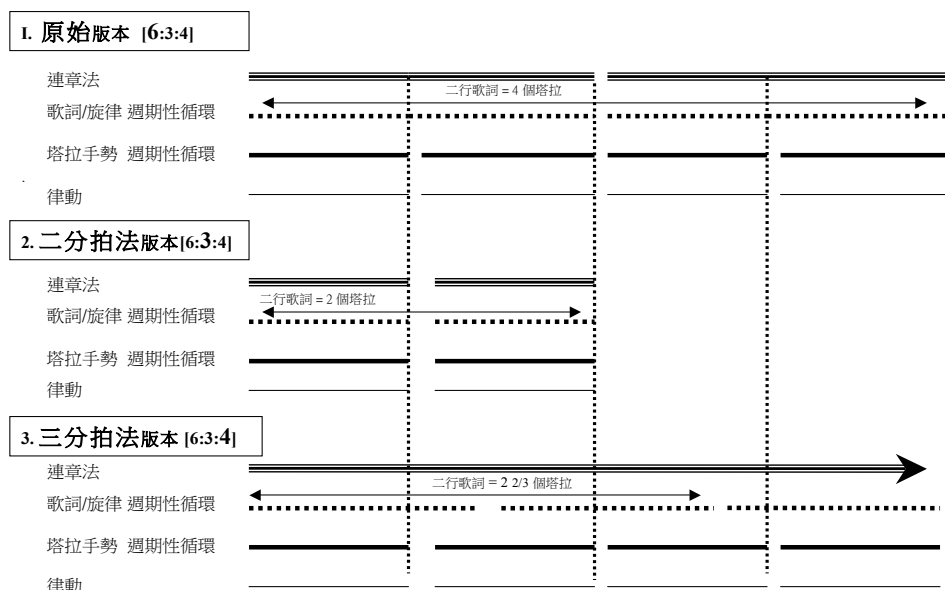 I. 原始版本 [6:3:4]
連章法
二行歌詞 = 4 個塔拉
歌詞/旋律 週期性循環
塔拉手勢 週期性循環
律動
2. 二分拍法版本[6:3:4]
連章法
二行歌詞 = 2 個塔拉
歌詞/旋律 週期性循環
塔拉手勢 週期性循環
律動
3. 三分拍法版本 [6:3:4]
連章法
二行歌詞 = 2 2/3 個塔拉
歌詞/旋律 週期性循環
塔拉手勢 週期性循環
律動